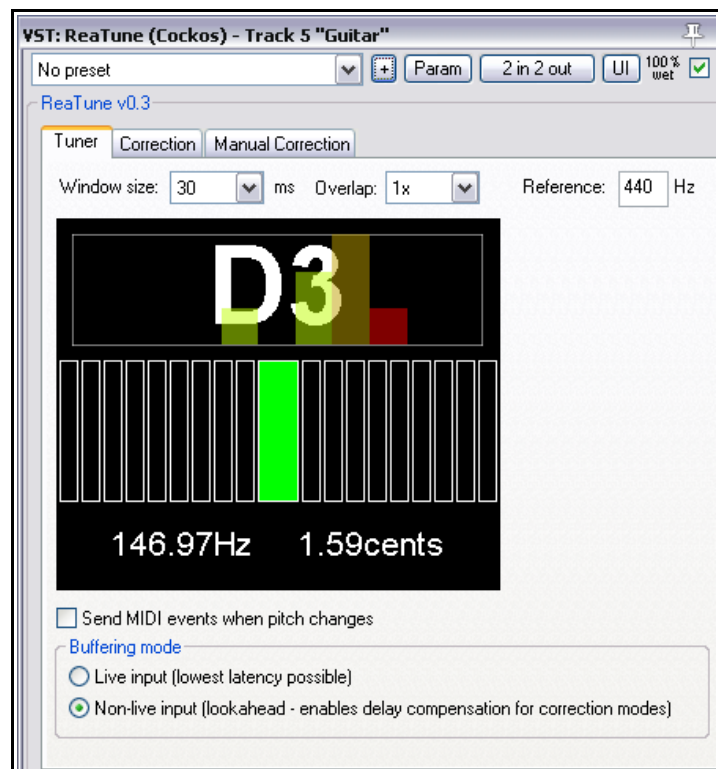 VST: ReaTune (Cockos) - Track 5 "Guitar"
No preset + Param 2 in 2 out UI 100% wet
ReaTune v0.3
Tuner Correction Manual Correction
Window size: 30 ms Overlap: 1x Reference: 440 Hz
D3
146.97Hz 1.59cents
Send MIDI events when pitch changes
Buffering mode
Live input (lowest latency possible)
Non-live input (lookahead - enables delay compensation for correction modes)